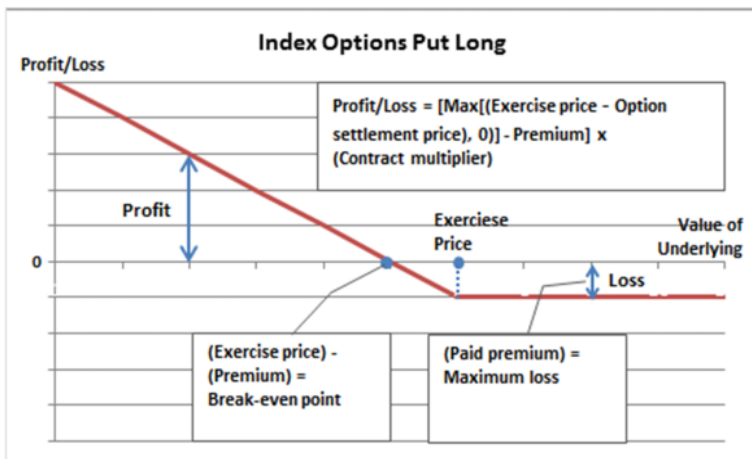 Index Options Put Long
Profit/Loss
Profit/Loss = [Max[(Exercise price - Option
settlement price), 0)] - Premium] x
(Contract multiplier)
Profit
Exerciese
Price
Value of
Underlying
0
Loss
(Exercise price) -
(Premium) =
Break-even point
(Paid premium) =
Maximum loss